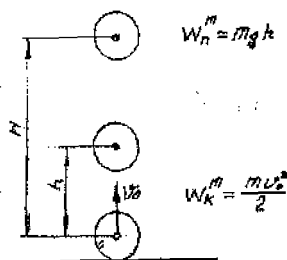 Wₙᵐ = mgh
H
h
v₀
Wₖᵐ = mv₀²/2